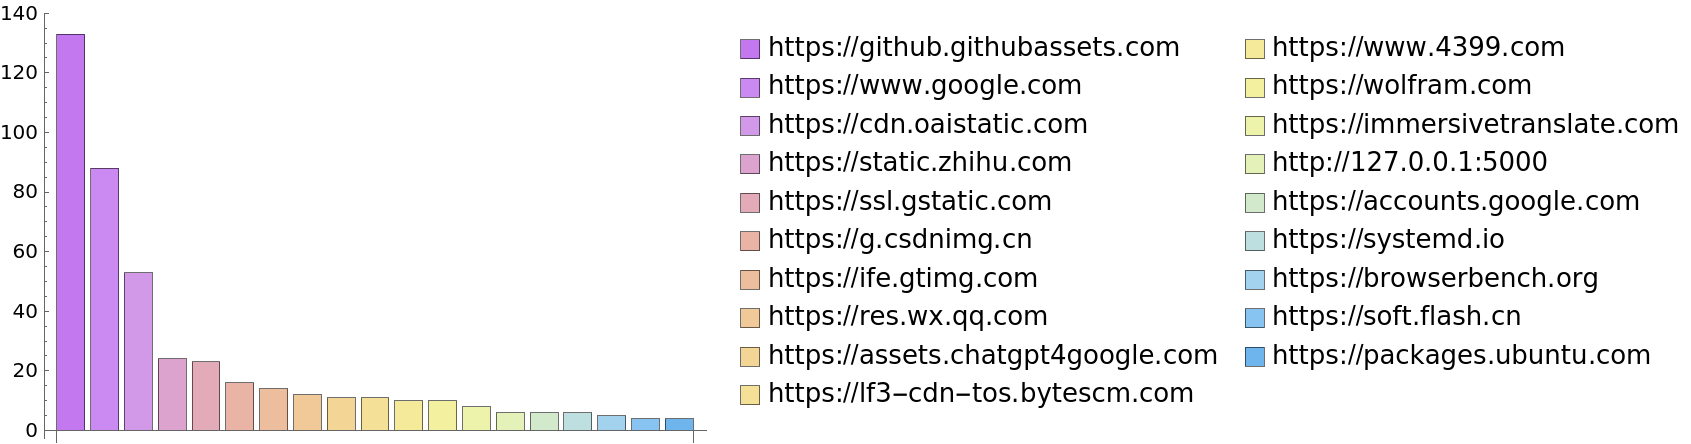 140
120
100
80
60
40
20
0
https://github.githubassets.com
https://www.google.com
https://cdn.oaistatic.com
https://static.zhihu.com
https://ssl.gstatic.com
https://g.csdnimg.cn
https://ife.gtimg.com
https://res.wx.qq.com
https://assets.chatgpt4google.com
https://lf3-cdn-tos.bytescm.com
https://www.4399.com
https://wolfram.com
https://immersivetranslate.com
http://127.0.0.1:5000
https://accounts.google.com
https://systemd.io
https://browserbench.org
https://soft.flash.cn
https://packages.ubuntu.com